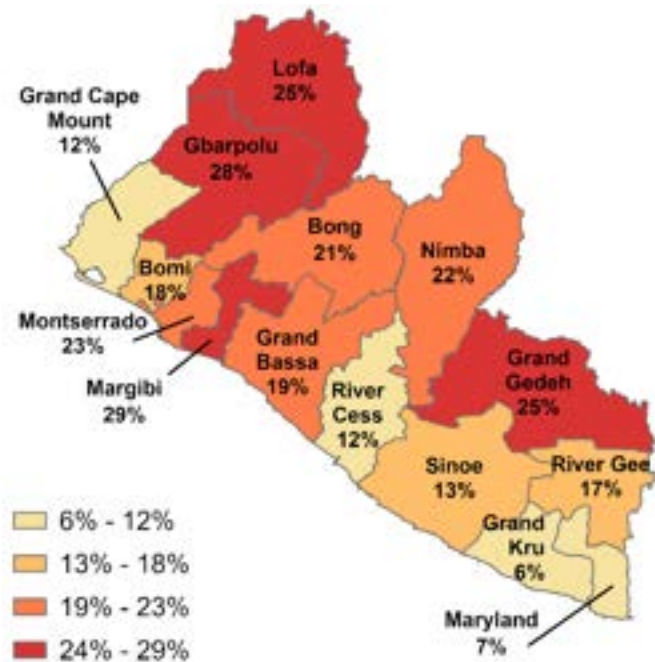 Lofa
25%
Grand Cape
Mount
12%
Gbarpolu
28%
Bong
21%
Nimba
22%
Bomi
18%
Montserrado
23%
Margibi
29%
Grand
Bassa
19%
River
Cess
12%
Grand
Gedeh
25%
Sinoe
13%
River Gee
17%
Grand
Kru
6%
Maryland
7%
6% - 12%
13% - 18%
19% - 23%
24% - 29%